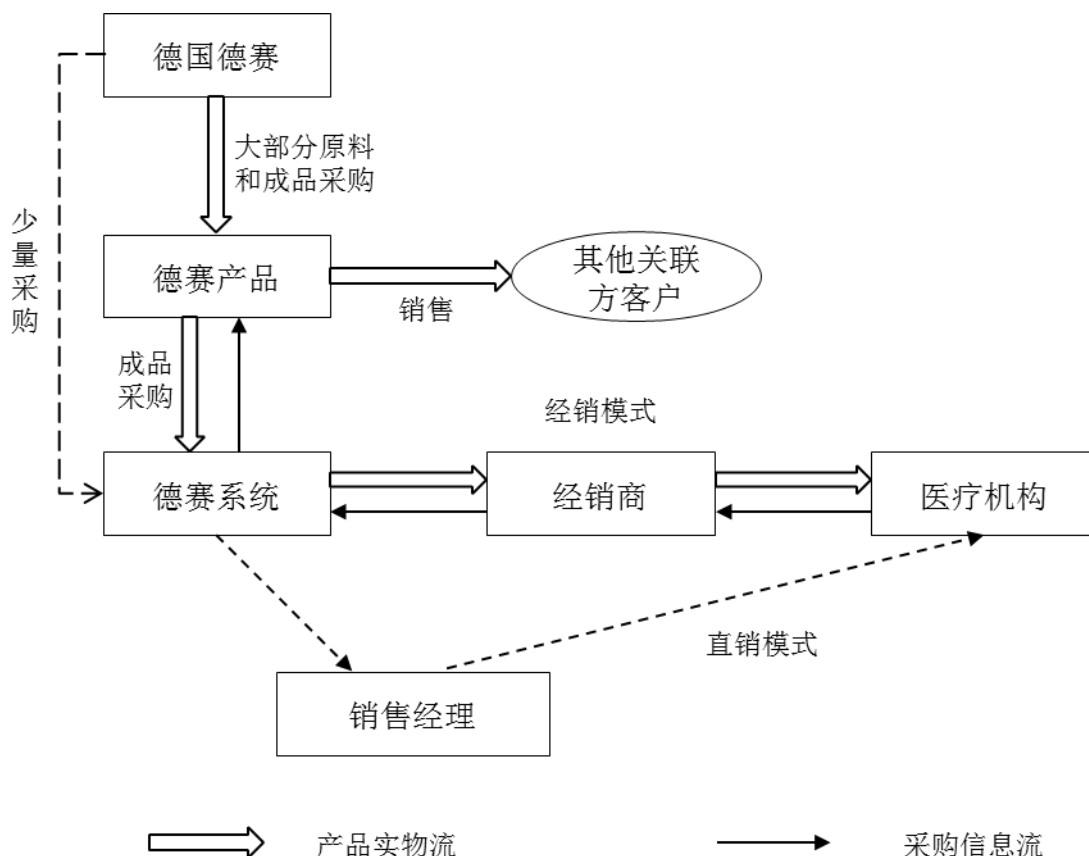 德国德赛
大部分原料
和成品采购
少量采购
德赛产品
销售
其他关联
方客户
成品
采购
经销模式
德赛系统
经销商
医疗机构
直销模式
销售经理
产品实物流
采购信息流